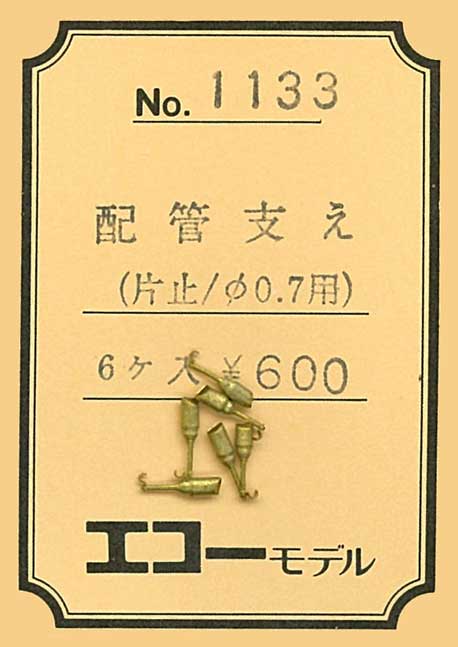 No. 1133
配管支え
(片止/φ0.7用)
6ケ入 ¥600
エコーモデル